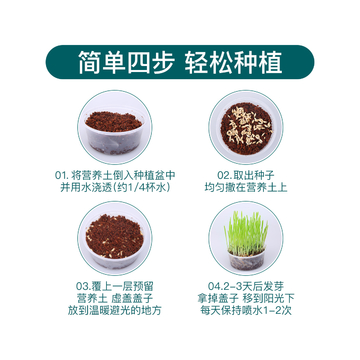 简单四步 轻松种植
01. 将营养土倒入种植盆中
并用水浇透(约1/4杯水)
02.取出种子
均匀撒在营养土上
03.覆上一层预留
营养土 虚盖盖子
放到温暖避光的地方
04.2-3天后发芽
拿掉盖子 移到阳光下
每天保持喷水1-2次